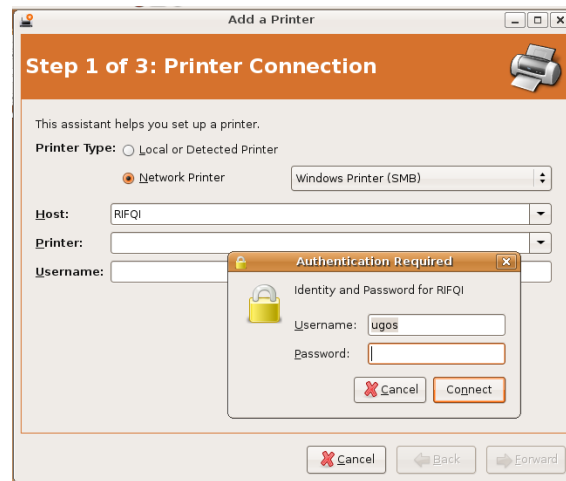 Add a Printer
Step 1 of 3: Printer Connection
This assistant helps you set up a printer.
Printer Type: Local or Detected Printer
Network Printer Windows Printer (SMB)
Host: RIFQI
Printer:
Username:
Authentication Required
Identity and Password for RIFQI
Username: ugos
Password:
Cancel Connect
Cancel Back Forward